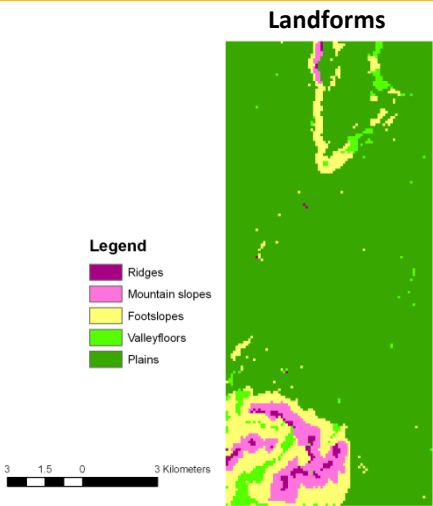 Landforms
Legend
Ridges
Mountain slopes
Footslopes
Valleyfloors
Plains
3 1.5 0 3 Kilometers